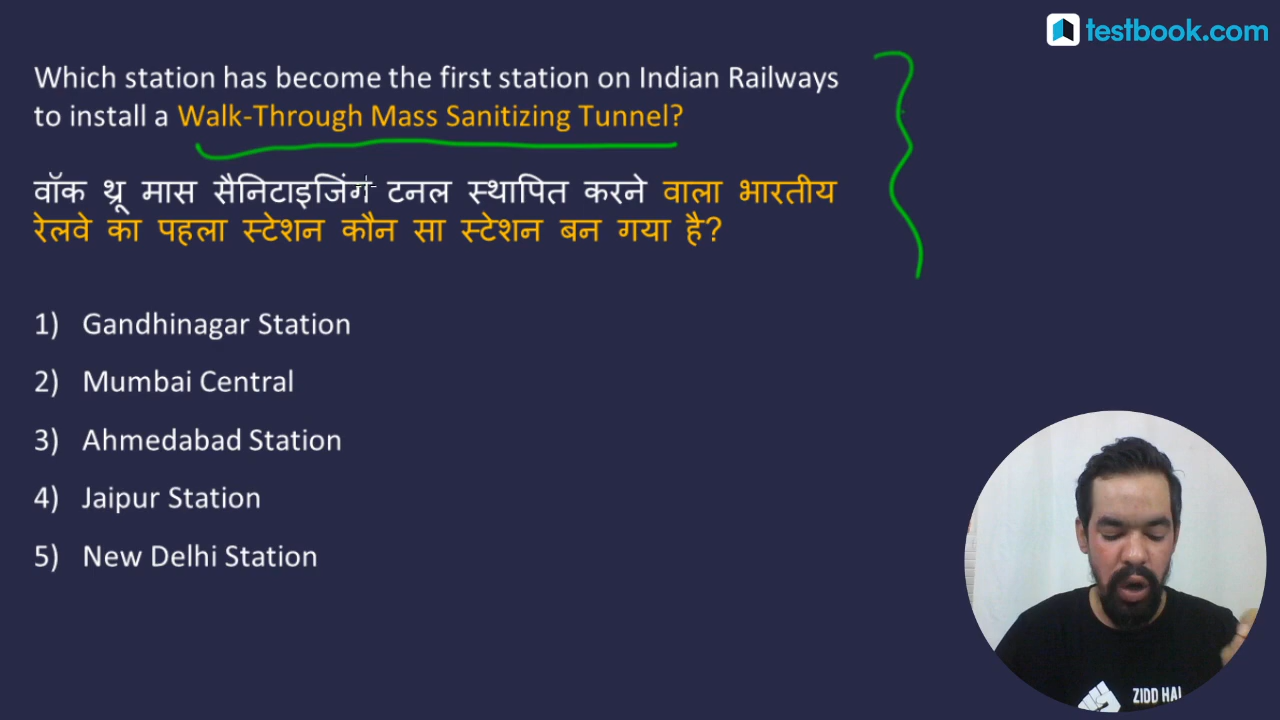 testbook.com
Which station has become the first station on Indian Railways
to install a Walk-Through Mass Sanitizing Tunnel?
वॉक थ्रू मास सैनिटाइजिंग टनल स्थापित करने वाला भारतीय
रेलवे का पहला स्टेशन कौन सा स्टेशन बन गया है?
1) Gandhinagar Station
2) Mumbai Central
3) Ahmedabad Station
4) Jaipur Station
5) New Delhi Station
ZIDD HAI